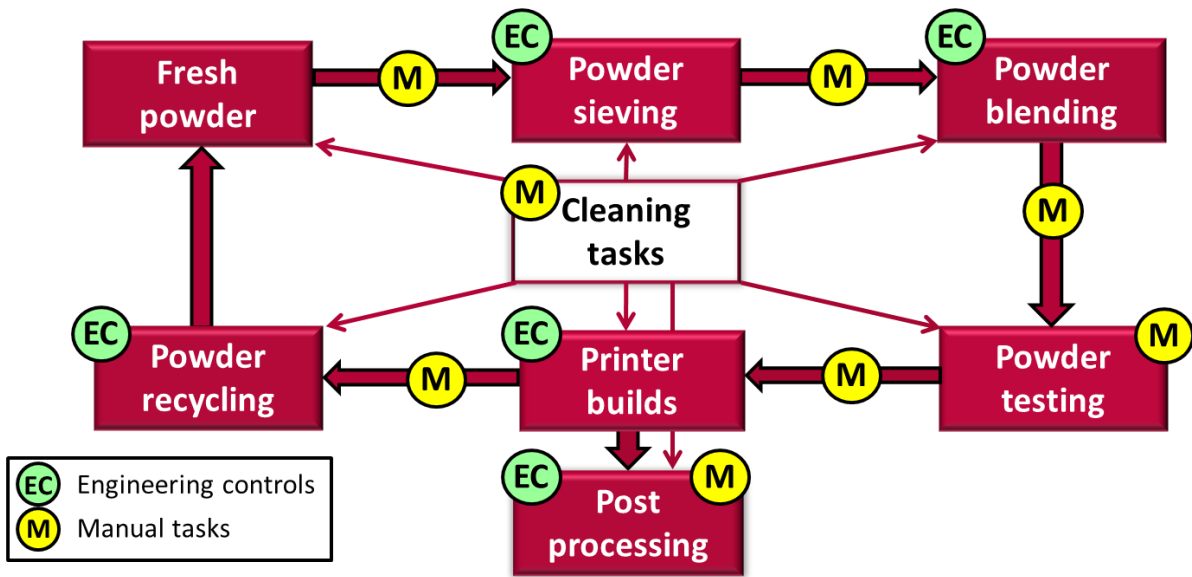 EC
EC
Fresh
powder
M
Powder
sieving
M
Powder
blending
M
Cleaning
tasks
M
EC
Powder
recycling
M
EC
Printer
builds
M
M
Powder
testing
EC
M
Post
processing
EC Engineering controls
M Manual tasks